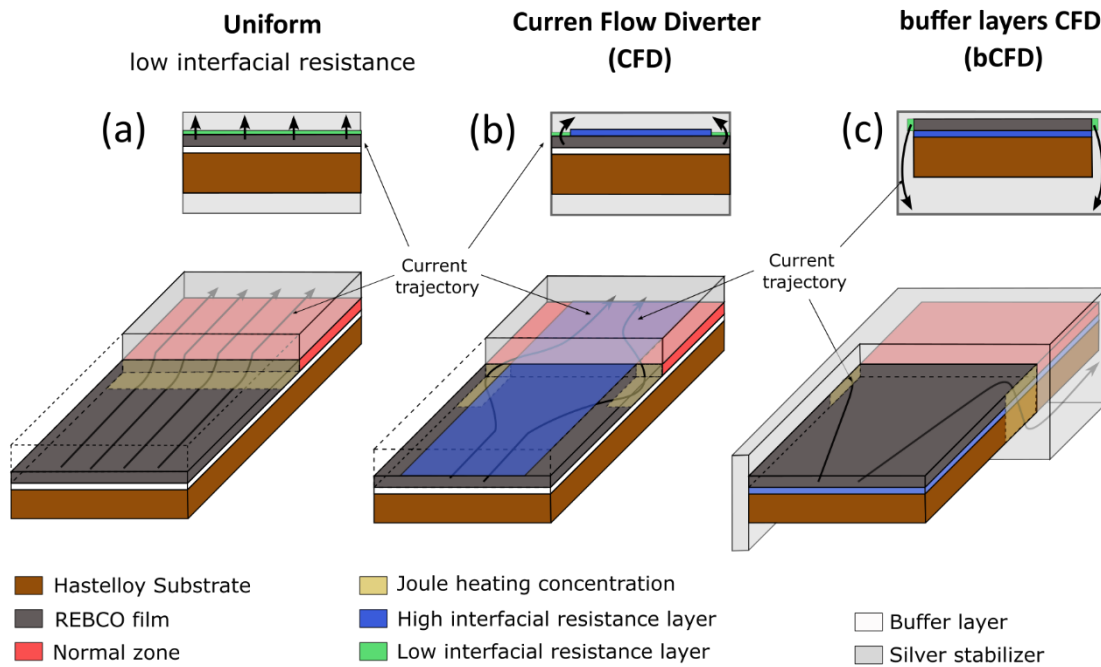 Uniform
low interfacial resistance
Curren Flow Diverter
(CFD)
buffer layers CFD
(bCFD)
(a)
(b)
(c)
Current
trajectory
Current
trajectory
Hastelloy Substrate
REBCO film
Normal zone
Joule heating concentration
High interfacial resistance layer
Low interfacial resistance layer
Buffer layer
Silver stabilizer